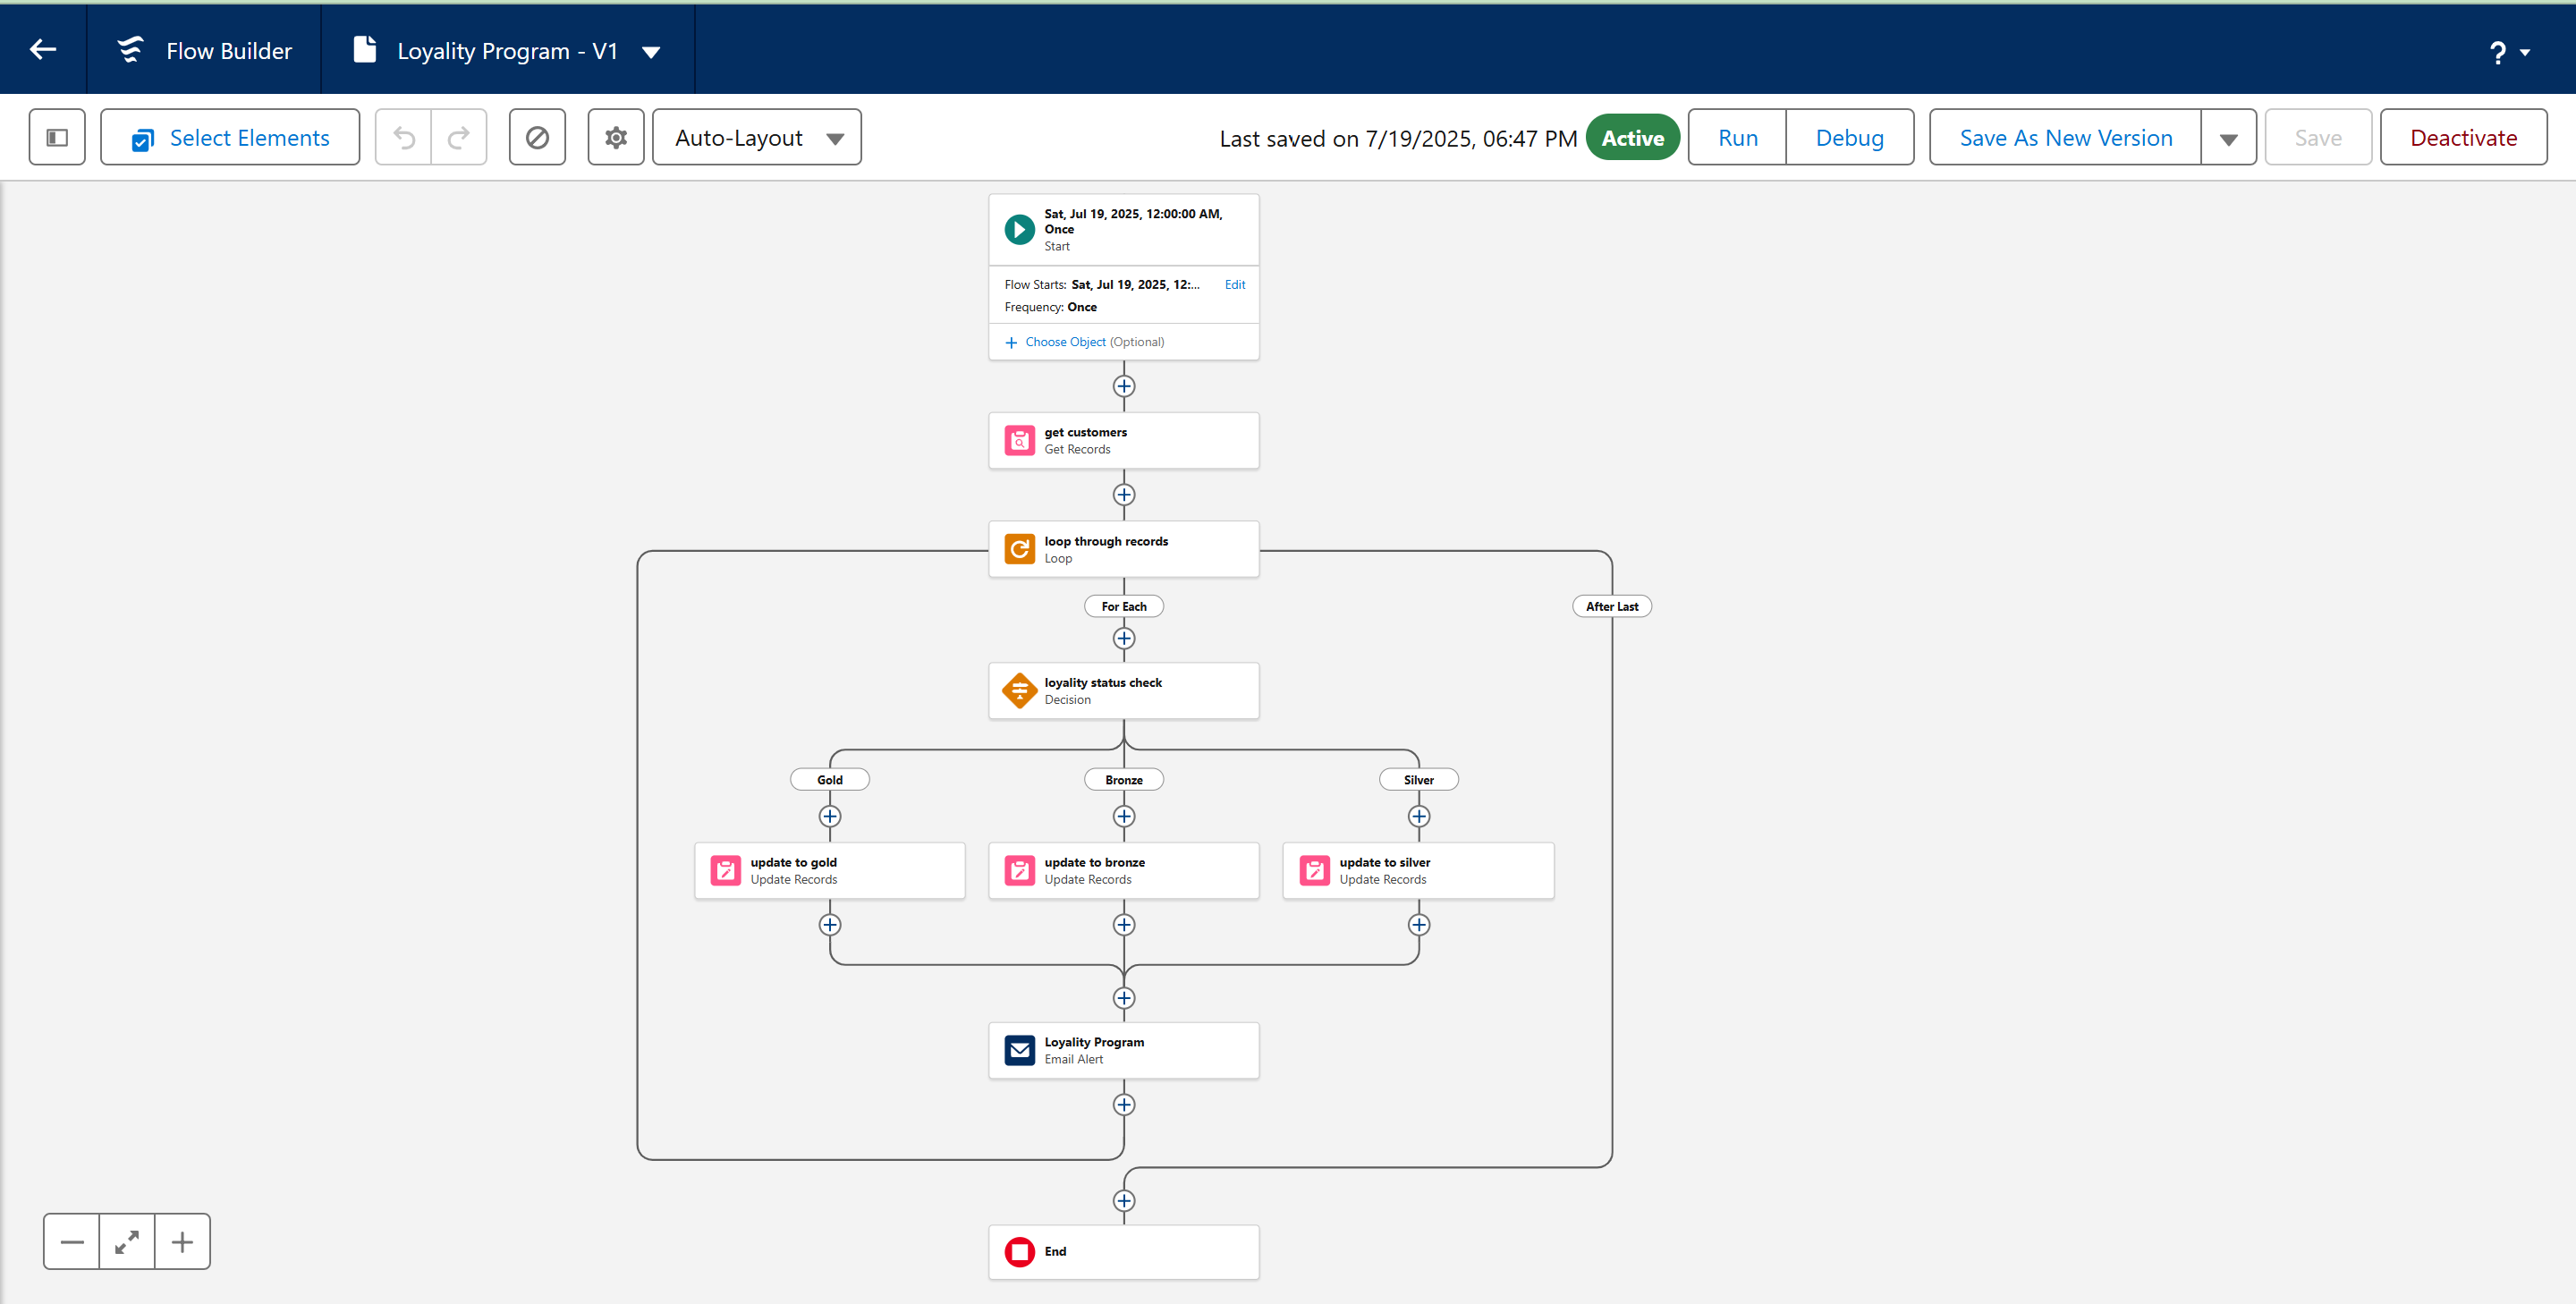 Flow Builder
Loyality Program - V1
?
Select Elements
Auto-Layout
Last saved on 7/19/2025, 06:47 PM
Active
Run
Debug
Save As New Version
Save
Deactivate
Sat, Jul 19, 2025, 12:00:00 AM,
Once
Start
Flow Starts: Sat, Jul 19, 2025, 12:... Edit
Frequency: Once
+ Choose Object (Optional)
get customers
Get Records
loop through records
Loop
For Each
After Last
loyality status check
Decision
Gold
Bronze
Silver
update to gold
Update Records
update to bronze
Update Records
update to silver
Update Records
Loyality Program
Email Alert
End